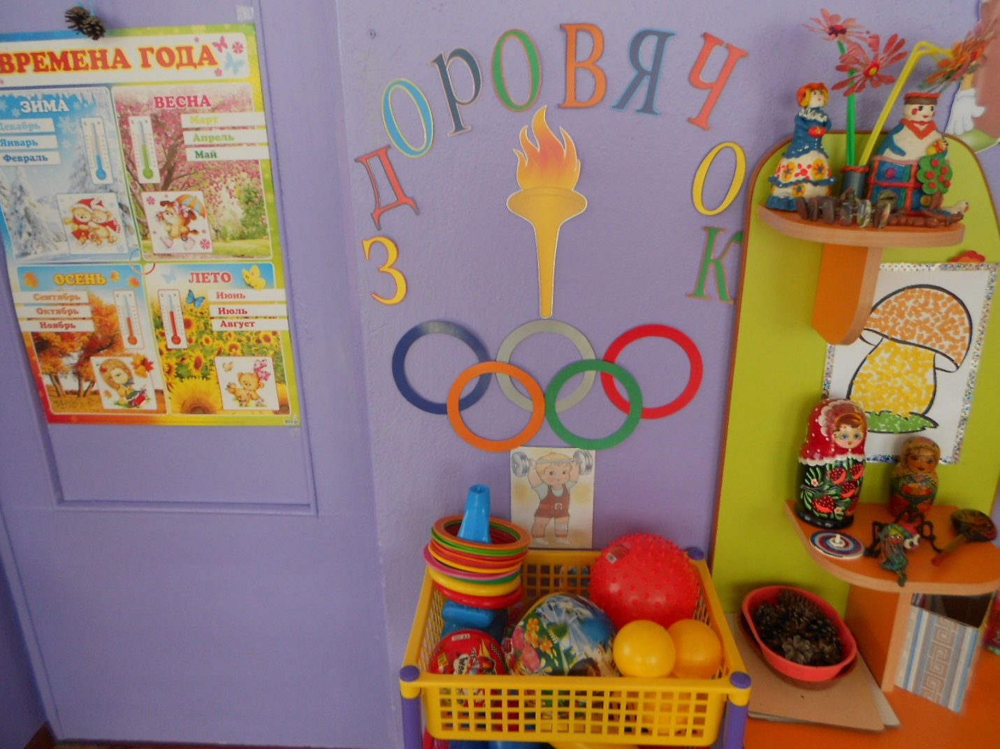 ВРЕМЕНА ГОДА
ЗИМА
Декабрь
Январь
Февраль
ВЕСНА
Март
Апрель
Май
ОСЕНЬ
Сентябрь
Октябрь
Ноябрь
ЛЕТО
Июнь
Июль
Август
ЗДОРОВЯЧОК